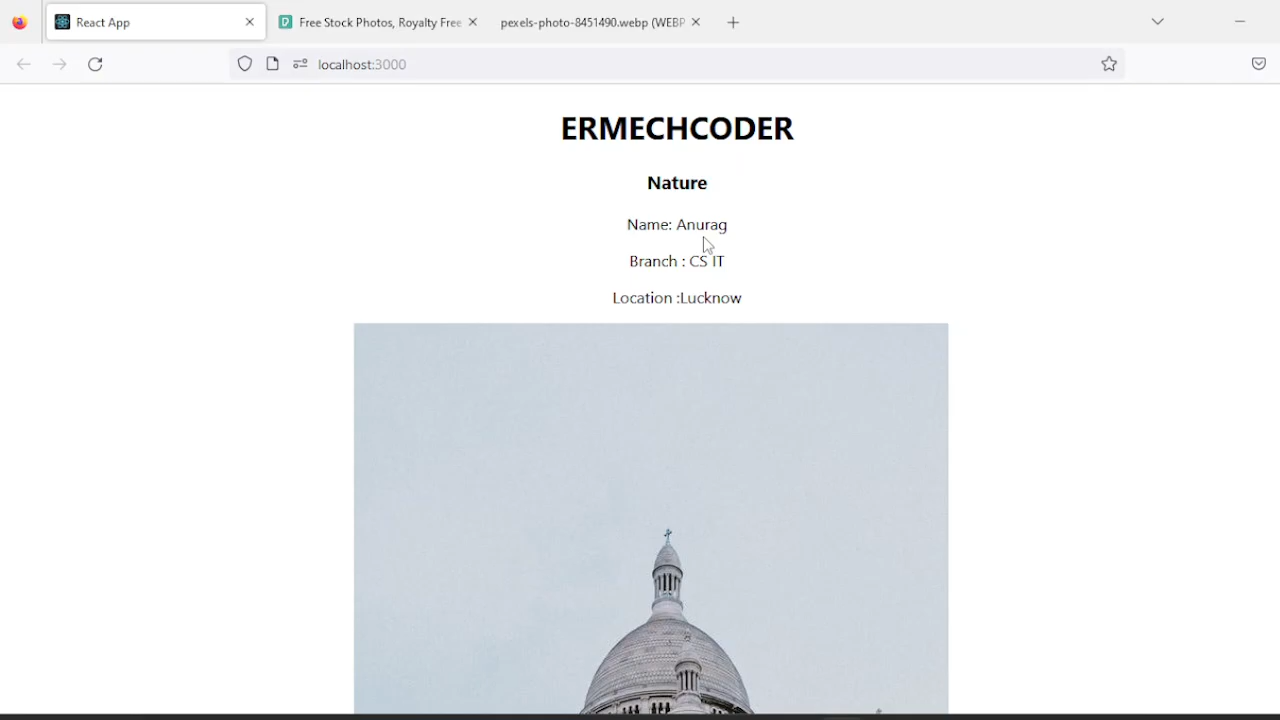 React App
Free Stock Photos, Royalty Free
pexels-photo-8451490.webp (WEBP
localhost:3000
ERMECHCODER
Nature
Name: Anurag
Branch : CS IT
Location :Lucknow